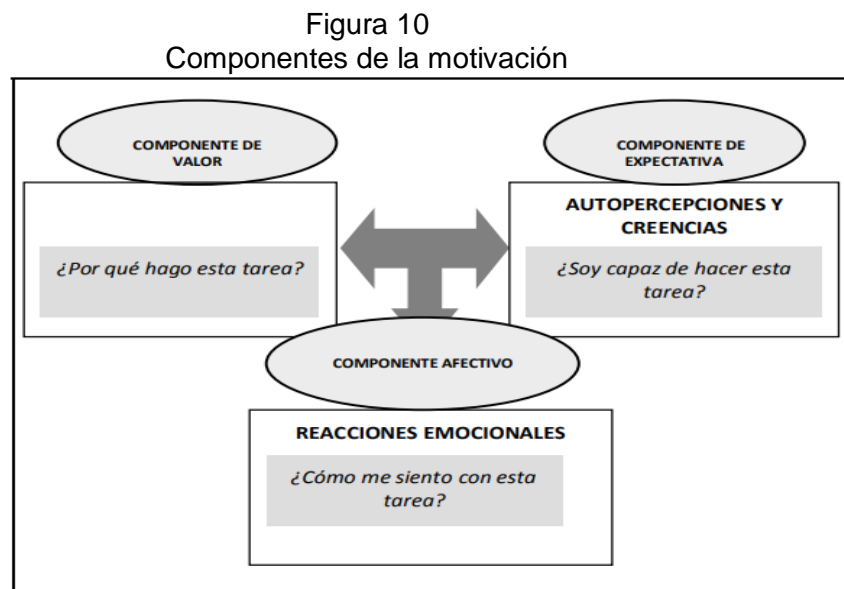 Figura 10
Componentes de la motivación
COMPONENTE DE
VALOR
¿Por qué hago esta tarea?
COMPONENTE DE
EXPECTATIVA
AUTOPERCEPCIONES Y
CREENCIAS
¿Soy capaz de hacer esta
tarea?
COMPONENTE AFECTIVO
REACCIONES EMOCIONALES
¿Cómo me siento con esta
tarea?